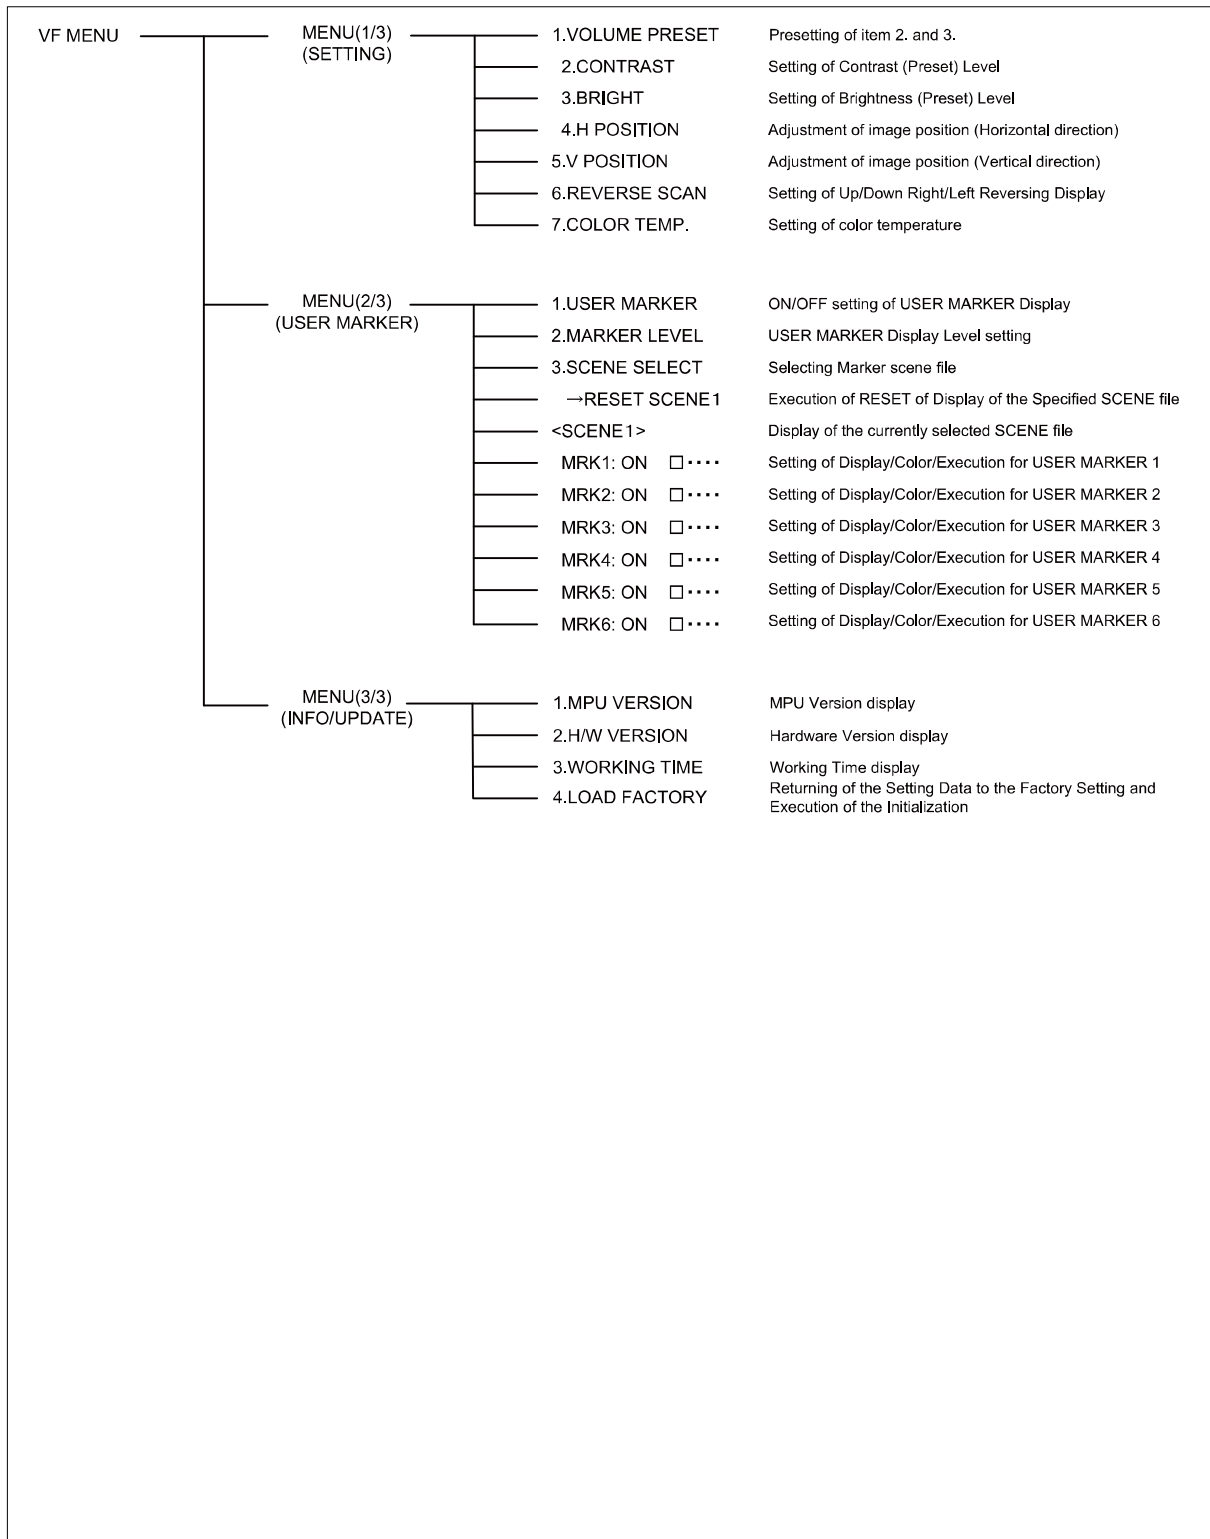 VF MENU
MENU(1/3)
(SETTING)
1.VOLUME PRESET Presetting of item 2. and 3.
2.CONTRAST Setting of Contrast (Preset) Level
3.BRIGHT Setting of Brightness (Preset) Level
4.H POSITION Adjustment of image position (Horizontal direction)
5.V POSITION Adjustment of image position (Vertical direction)
6.REVERSE SCAN Setting of Up/Down Right/Left Reversing Display
7.COLOR TEMP. Setting of color temperature
MENU(2/3)
(USER MARKER)
1.USER MARKER ON/OFF setting of USER MARKER Display
2.MARKER LEVEL USER MARKER Display Level setting
3.SCENE SELECT Selecting Marker scene file
→RESET SCENE1 Execution of RESET of Display of the Specified SCENE file
<SCENE1> Display of the currently selected SCENE file
MRK1: ON □···· Setting of Display/Color/Execution for USER MARKER 1
MRK2: ON □···· Setting of Display/Color/Execution for USER MARKER 2
MRK3: ON □···· Setting of Display/Color/Execution for USER MARKER 3
MRK4: ON □···· Setting of Display/Color/Execution for USER MARKER 4
MRK5: ON □···· Setting of Display/Color/Execution for USER MARKER 5
MRK6: ON □···· Setting of Display/Color/Execution for USER MARKER 6
MENU(3/3)
(INFO/UPDATE)
1.MPU VERSION MPU Version display
2.H/W VERSION Hardware Version display
3.WORKING TIME Working Time display
4.LOAD FACTORY Returning of the Setting Data to the Factory Setting and
Execution of the Initialization